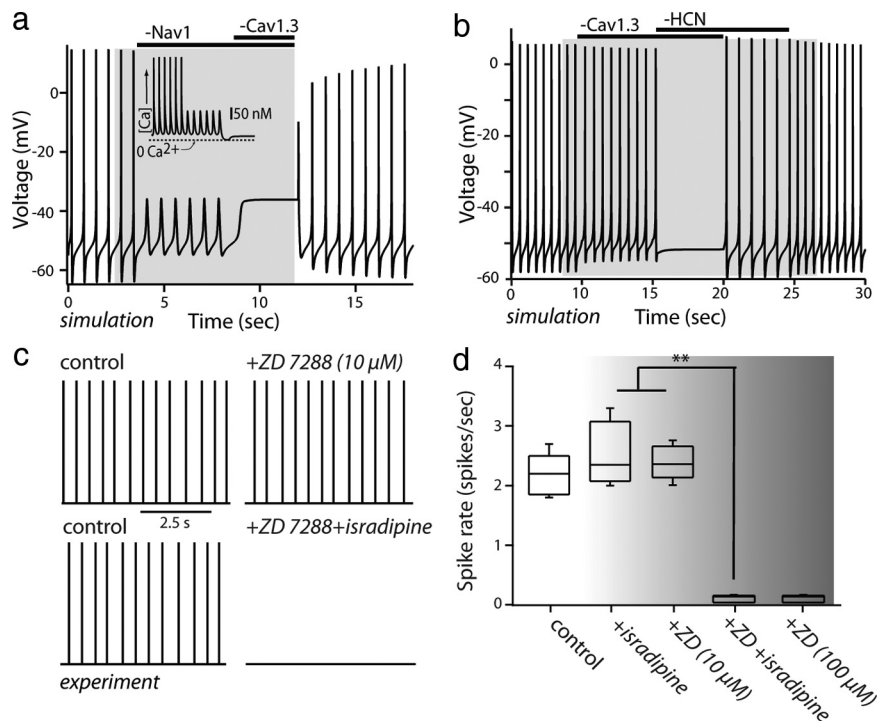 a
-Nav1
-Cav1.3
Voltage (mV)
0
-20
-40
-60
[Ca]
50 nM
0 Ca2+
0
5
10
15
simulation
Time (sec)
b
-Cav1.3
-HCN
Voltage (mV)
0
-20
-40
-60
0
5
10
15
20
25
30
simulation
Time (sec)
c
control
+ZD 7288 (10 µM)
2.5 s
control
+ZD 7288+isradipine
experiment
d
Spike rate (spikes/sec)
4
3
2
1
0
**
control
+isradipine
+ZD (10 µM)
+ZD +isradipine
+ZD (100 µM)